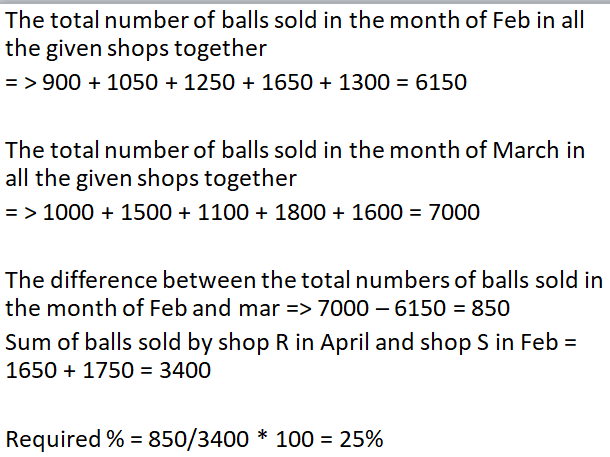 The total number of balls sold in the month of Feb in all
the given shops together
= > 900 + 1050 + 1250 + 1650 + 1300 = 6150
The total number of balls sold in the month of March in
all the given shops together
= > 1000 + 1500 + 1100 + 1800 + 1600 = 7000
The difference between the total numbers of balls sold in
the month of Feb and mar => 7000 – 6150 = 850
Sum of balls sold by shop R in April and shop S in Feb =
1650 + 1750 = 3400
Required % = 850/3400 * 100 = 25%